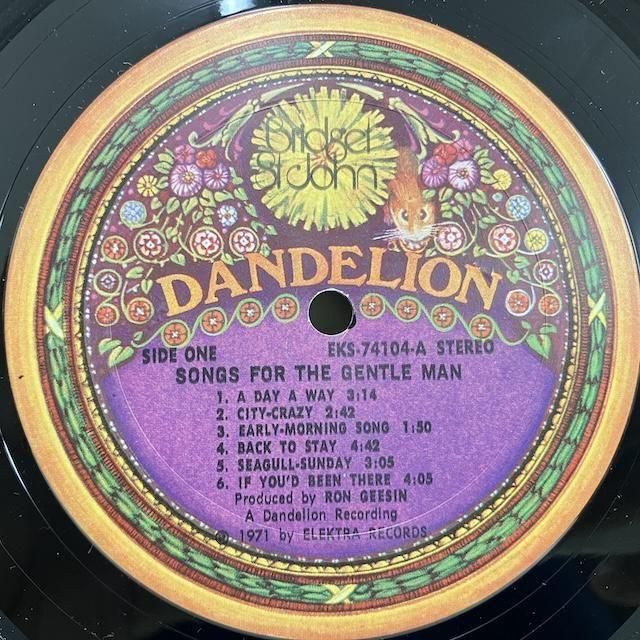 Bridget
St John
DANDELION
SIDE ONE EKS-74104-A STEREO
SONGS FOR THE GENTLE MAN
1. A DAY A WAY 3:14
2. CITY-CRAZY 2:42
3. EARLY-MORNING SONG 1:50
4. BACK TO STAY 4:42
5. SEAGULL-SUNDAY 3:05
6. IF YOU'D BEEN THERE 4:05
Produced by RON GEESIN
A Dandelion Recording
© 1971 by ELEKTRA RECORDS